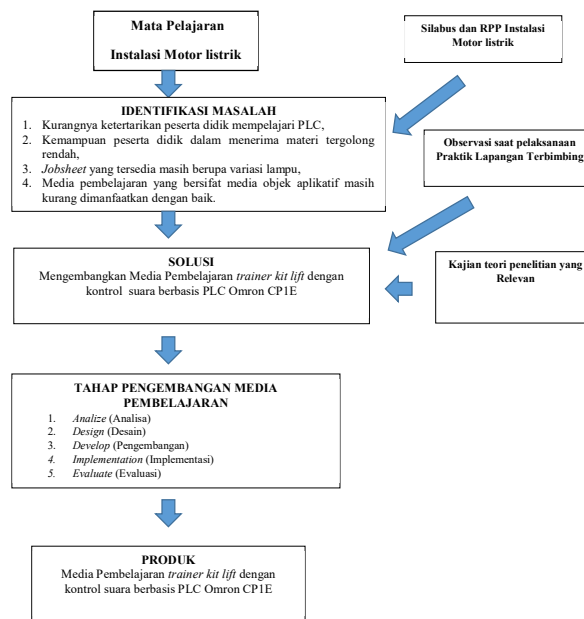 Mata Pelajaran
Instalasi Motor listrik
Silabus dan RPP Instalasi
Motor listrik
IDENTIFIKASI MASALAH
1. Kurangnya ketertarikan peserta didik mempelajari PLC,
2. Kemampuan peserta didik dalam menerima materi tergolong
rendah,
3. Jobsheet yang tersedia masih berupa variasi lampu,
4. Media pembelajaran yang bersifat media objek aplikatif masih
kurang dimanfaatkan dengan baik.
Observasi saat pelaksanaan
Praktik Lapangan Terbimbing
SOLUSI
Mengembangkan Media Pembelajaran trainer kit lift dengan
kontrol suara berbasis PLC Omron CP1E
Kajian teori penelitian yang
Relevan
TAHAP PENGEMBANGAN MEDIA
PEMBELAJARAN
1. Analize (Analisa)
2. Design (Desain)
3. Develop (Pengembangan)
4. Implementation (Implementasi)
5. Evaluate (Evaluasi)
PRODUK
Media Pembelajaran trainer kit lift dengan
kontrol suara berbasis PLC Omron CP1E